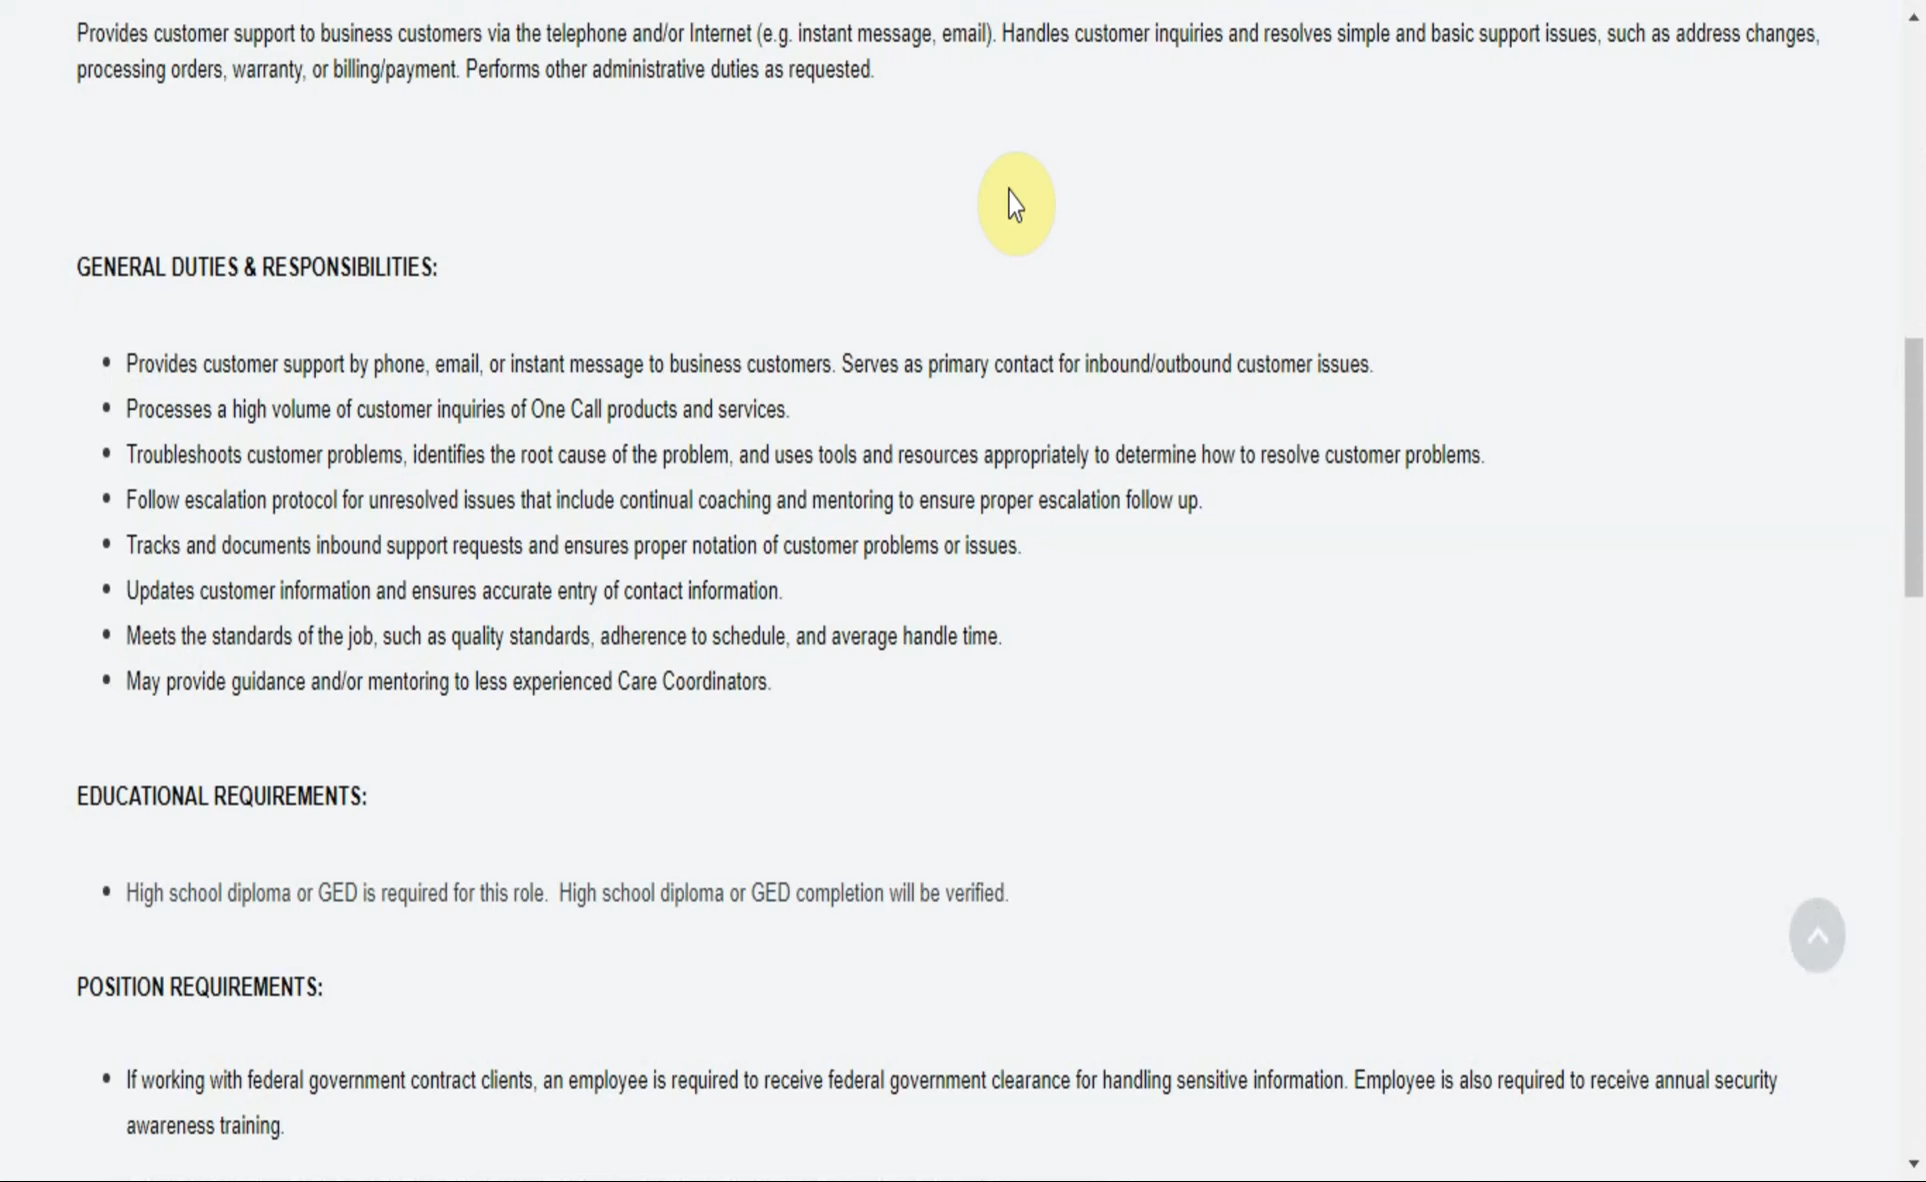 Provides customer support to business customers via the telephone and/or Internet (e.g. instant message, email). Handles customer inquiries and resolves simple and basic support issues, such as address changes,
processing orders, warranty, or billing/payment. Performs other administrative duties as requested.
GENERAL DUTIES & RESPONSIBILITIES:
• Provides customer support by phone, email, or instant message to business customers. Serves as primary contact for inbound/outbound customer issues.
• Processes a high volume of customer inquiries of One Call products and services.
• Troubleshoots customer problems, identifies the root cause of the problem, and uses tools and resources appropriately to determine how to resolve customer problems.
• Follow escalation protocol for unresolved issues that include continual coaching and mentoring to ensure proper escalation follow up.
• Tracks and documents inbound support requests and ensures proper notation of customer problems or issues.
• Updates customer information and ensures accurate entry of contact information.
• Meets the standards of the job, such as quality standards, adherence to schedule, and average handle time.
• May provide guidance and/or mentoring to less experienced Care Coordinators.
EDUCATIONAL REQUIREMENTS:
• High school diploma or GED is required for this role.  High school diploma or GED completion will be verified.
POSITION REQUIREMENTS:
• If working with federal government contract clients, an employee is required to receive federal government clearance for handling sensitive information. Employee is also required to receive annual security
awareness training.